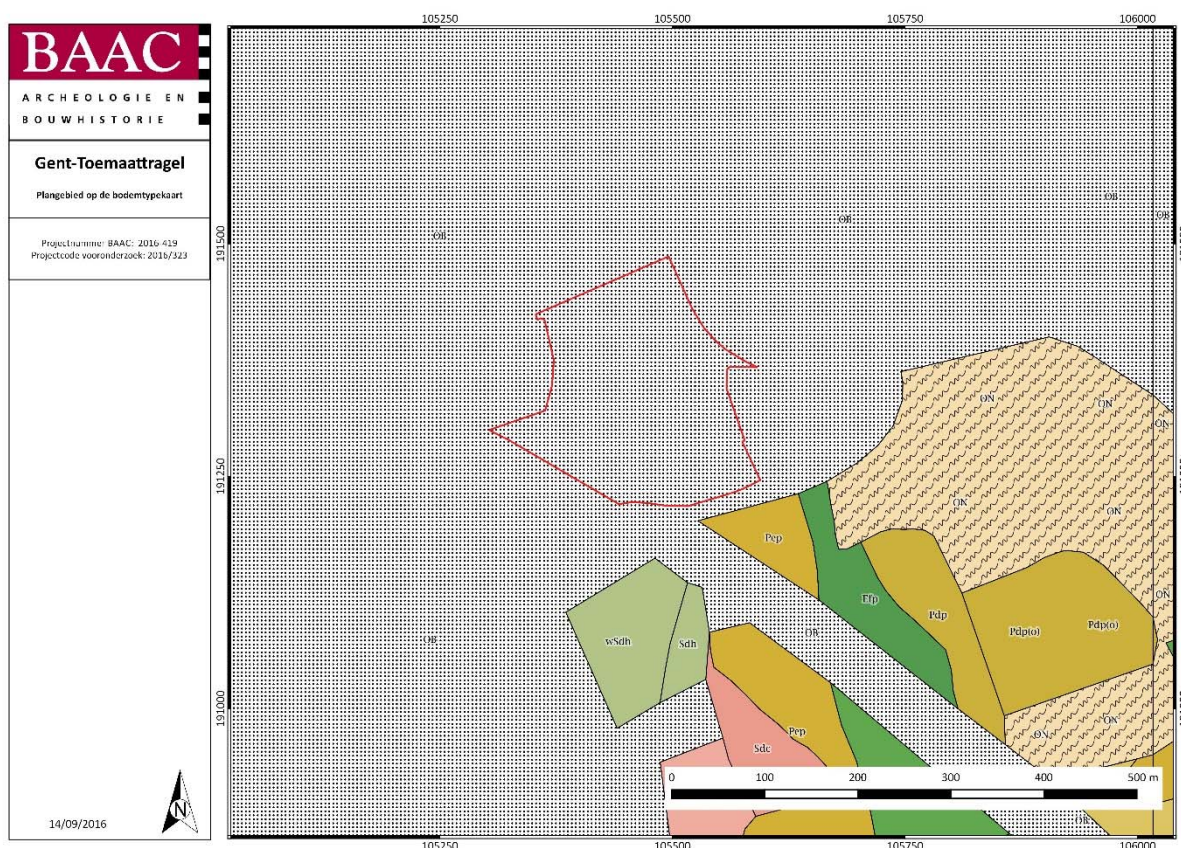 BAAC
ARCHEOLOGIE EN
BOUWHISTORIE
Gent-Toemaattragel
Plangebied op de bodemtypekaart
Projectnummer BAAC: 2016-419
Projectcode vooronderzoek: 2016/323
14/09/2016
N
105250 105500 105750 106000
191500
191250
191000
OB
OB
OB
OB
ON
ON
ON
ON
ON
Pep
Efp
Pdp
Pdp(o)
Pdp(o)
ON
wSdh
Sdh
OB
OB
Pep
Sdc
ON
ON
0 100 200 300 400 500 m
OB
105250 105500 105750 106000